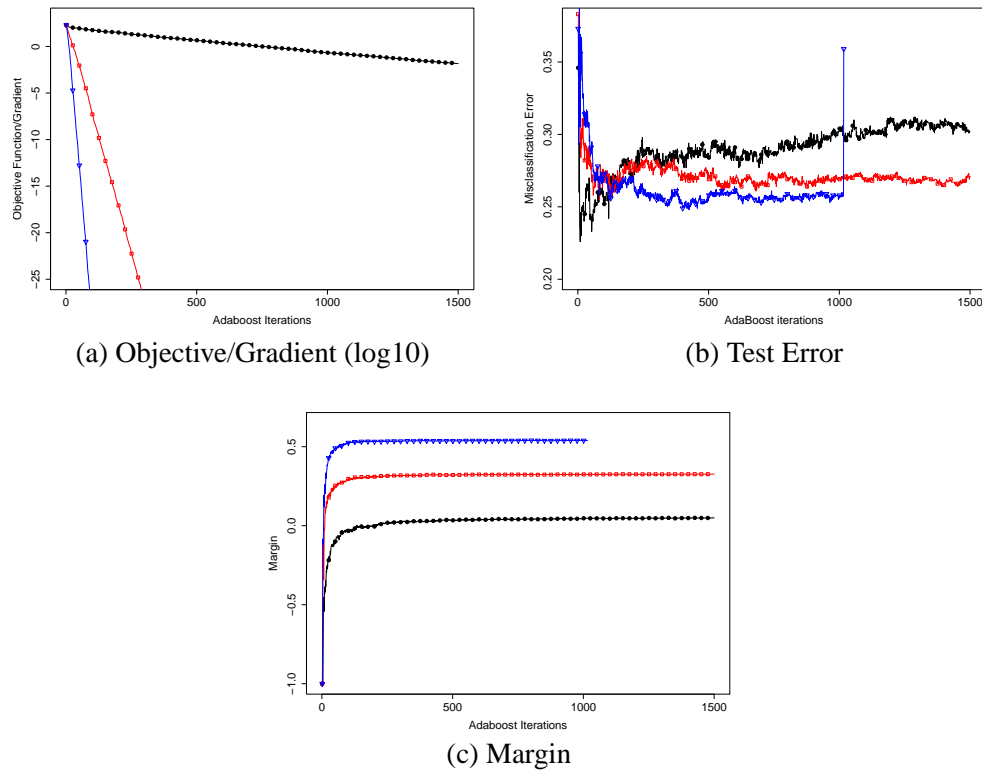 Objective Function/Gradient
0
−5
−10
−15
−20
−25
0 500 1000 1500
Adaboost Iterations
(a) Objective/Gradient (log10)
Misclassification Error
0.35
0.30
0.25
0.20
0 500 1000 1500
AdaBoost iterations
(b) Test Error
Margin
0.5
0.0
−0.5
−1.0
0 500 1000 1500
Adaboost Iterations
(c) Margin